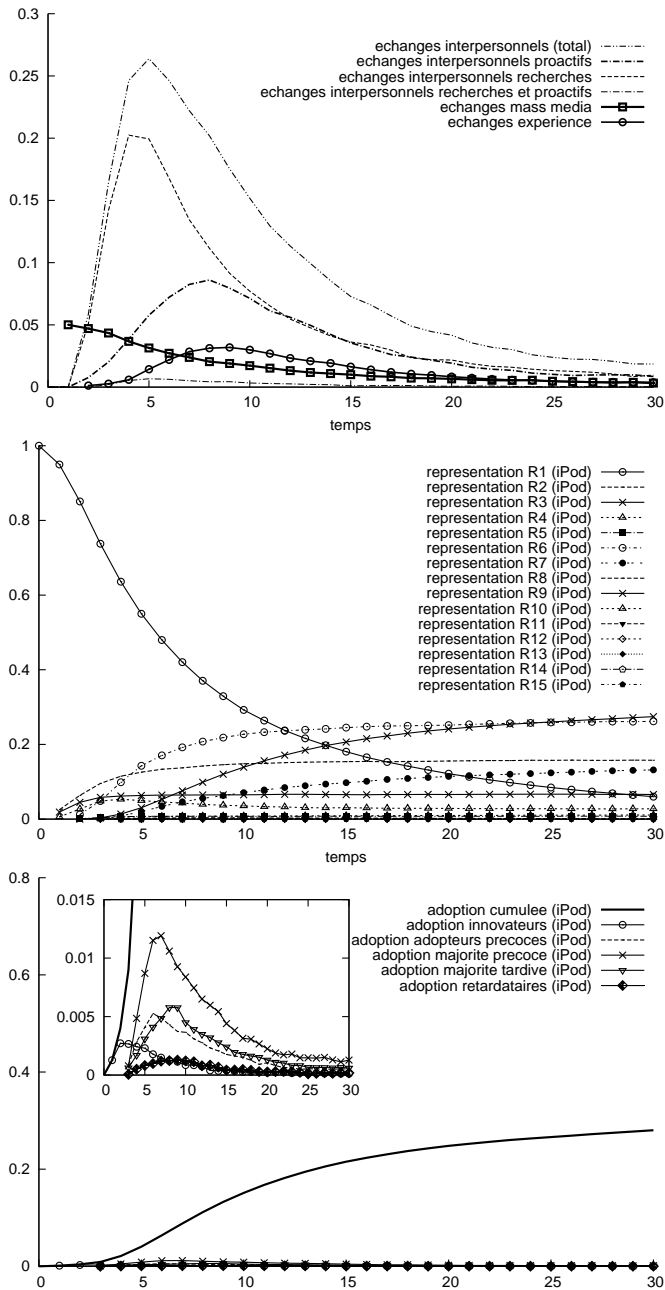 0.3
0.25
0.2
0.15
0.1
0.05
0
echanges interpersonnels (total)
echanges interpersonnels proactifs
echanges interpersonnels recherches
echanges interpersonnels recherches et proactifs
echanges mass media
echanges experience
0 5 10 15 20 25 30
temps
1
0.8
0.6
0.4
0.2
0
representation R1 (iPod)
representation R2 (iPod)
representation R3 (iPod)
representation R4 (iPod)
representation R5 (iPod)
representation R6 (iPod)
representation R7 (iPod)
representation R8 (iPod)
representation R9 (iPod)
representation R10 (iPod)
representation R11 (iPod)
representation R12 (iPod)
representation R13 (iPod)
representation R14 (iPod)
representation R15 (iPod)
0 5 10 15 20 25 30
temps
0.8
0.6
0.4
0.2
0
0.015
0.01
0.005
0
0 5 10 15 20 25 30
adoption cumulee (iPod)
adoption innovateurs (iPod)
adoption adopteurs precoces (iPod)
adoption majorite precoce (iPod)
adoption majorite tardive (iPod)
adoption retardataires (iPod)
0 5 10 15 20 25 30